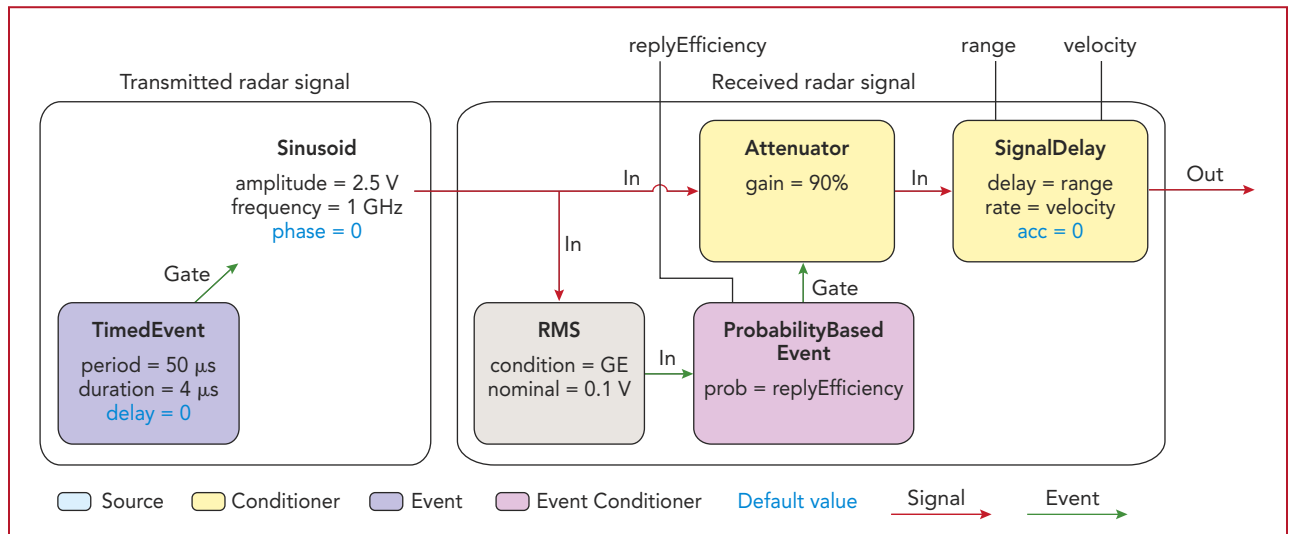 replyEfficiency
range
velocity
Transmitted radar signal
Received radar signal
Sinusoid
amplitude = 2.5 V
frequency = 1 GHz
phase = 0
In
Attenuator
gain = 90%
In
SignalDelay
delay = range
rate = velocity
acc = 0
Out
In
Gate
Gate
TimedEvent
period = 50 µs
duration = 4 µs
delay = 0
RMS
condition = GE
nominal = 0.1 V
In
ProbabilityBased
Event
prob = replyEfficiency
Source
Conditioner
Event
Event Conditioner
Default value
Signal
Event